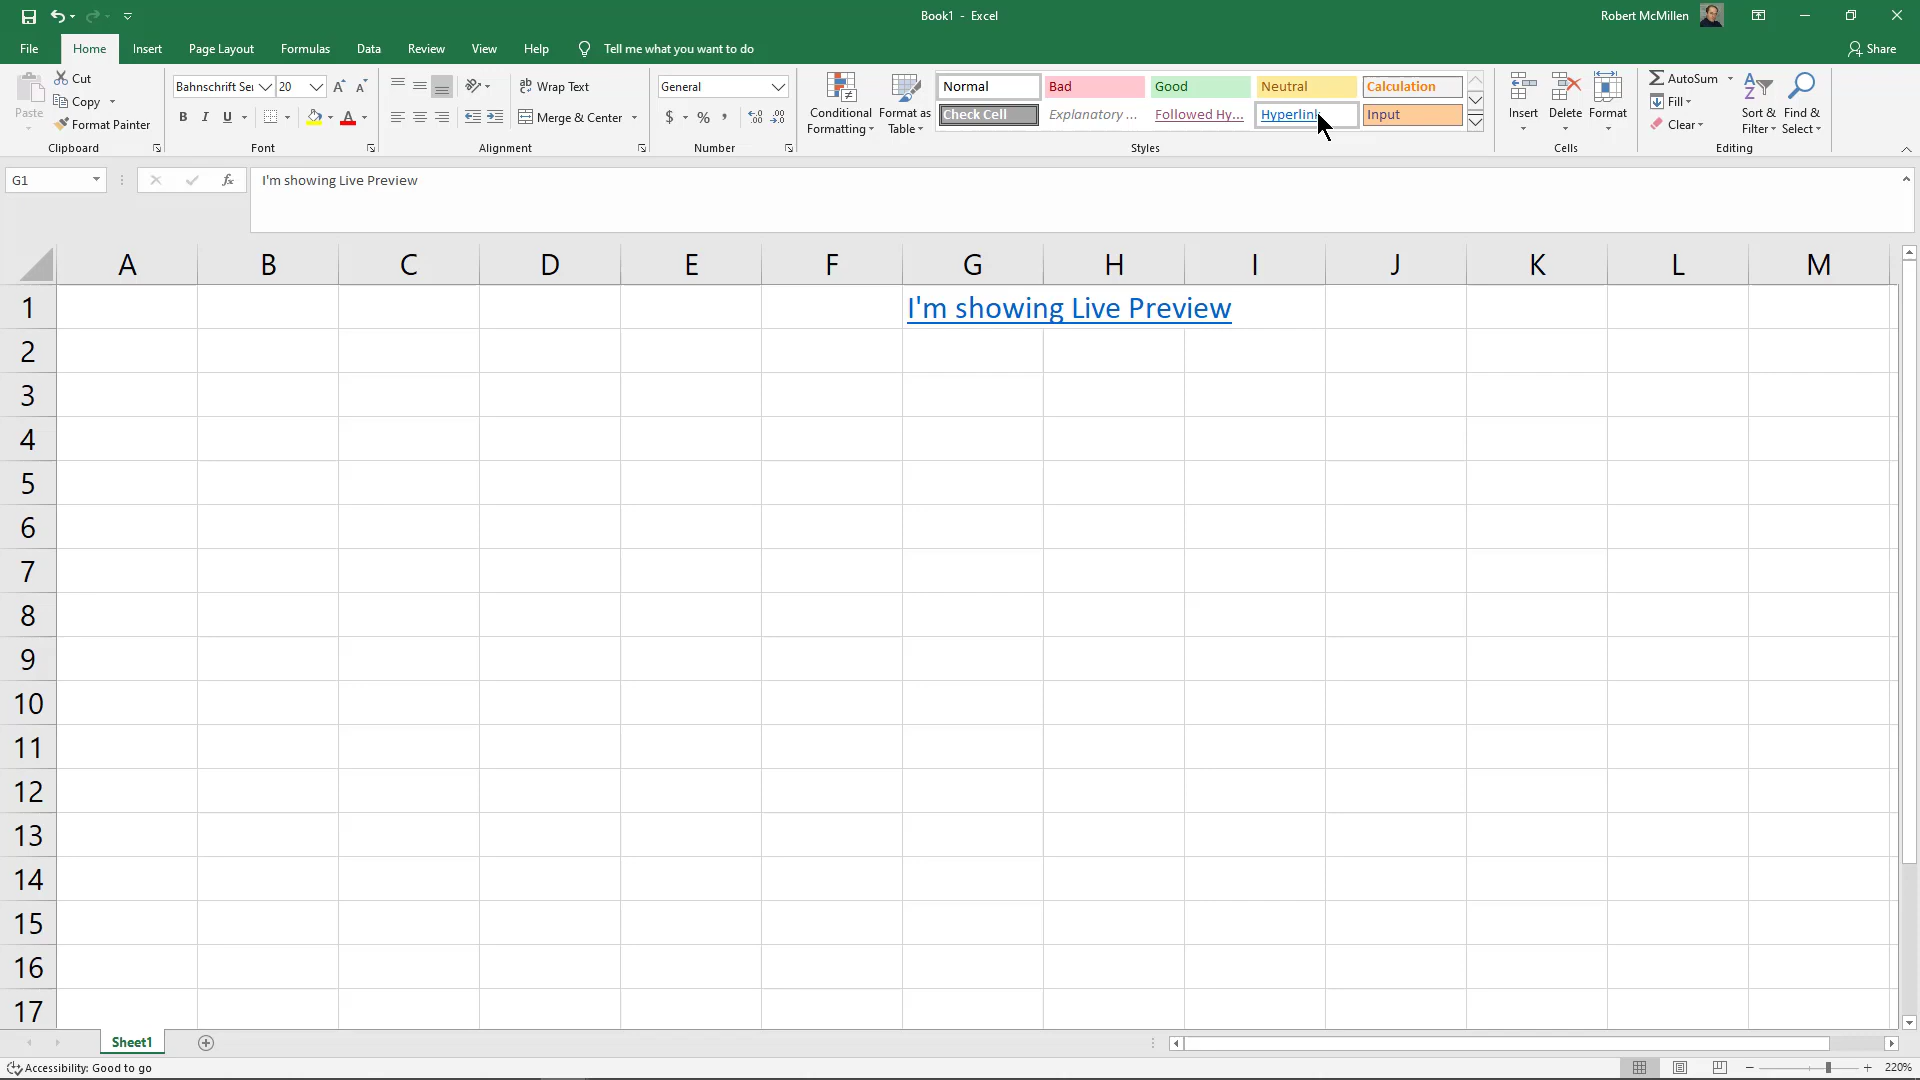 Book1 - Excel
Robert McMillen
File Home Insert Page Layout Formulas Data Review View Help Tell me what you want to do Share
Paste
Cut
Copy
Format Painter
Clipboard
Bahnschrift Se 20 A A
B I U A
Font
Wrap Text
Merge & Center
Alignment
General
$ % ,
Number
Conditional Formatting
Format as Table
Normal Bad Good Neutral Calculation
Check Cell Explanatory ... Followed Hy... Hyperlink Input
Styles
Insert Delete Format
Cells
AutoSum
Fill
Clear
Sort & Filter
Find & Select
Editing
G1 fx I'm showing Live Preview
A B C D E F G H I J K L M
1 I'm showing Live Preview
2
3
4
5
6
7
8
9
10
11
12
13
14
15
16
17
Sheet1
Accessibility: Good to go
220%